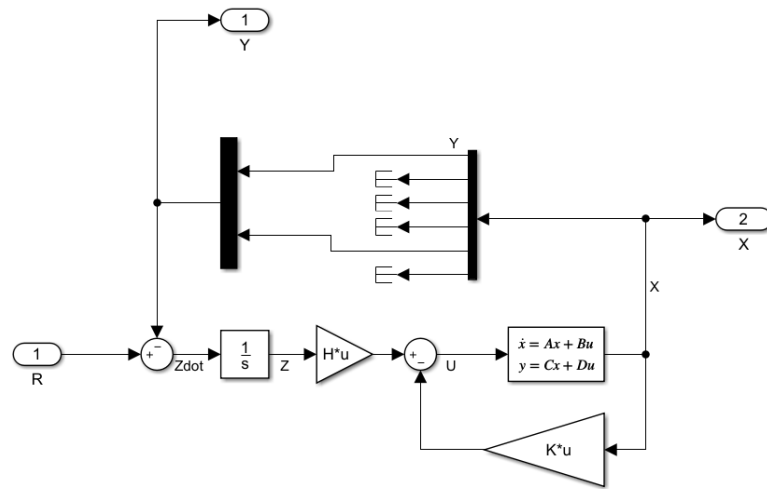 1
Y
Y
2
X
X
1
R
+
−
Zdot
1
s
Z
H*u
+
−
U
ẋ = Ax + Bu
y = Cx + Du
K*u